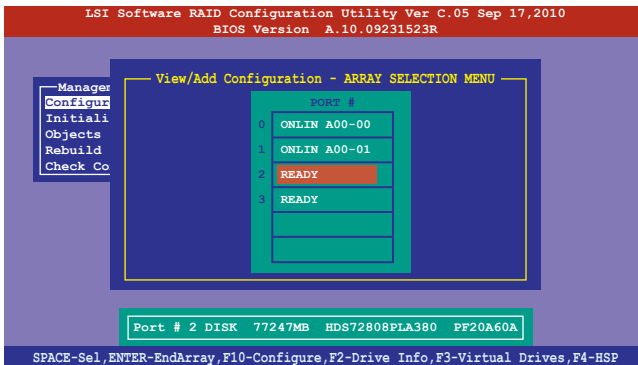 LSI Software RAID Configuration Utility Ver C.05 Sep 17,2010
BIOS Version A.10.09231523R
View/Add Configuration - ARRAY SELECTION MENU
Managem
Configure
Initiali
Objects
Rebuild
Check Co
PORT #
0 ONLIN A00-00
1 ONLIN A00-01
2 READY
3 READY
Port # 2 DISK 77247MB HDS72808PLA380 PF20A60A
SPACE-Sel,ENTER-EndArray,F10-Configure,F2-Drive Info,F3-Virtual Drives,F4-HSP